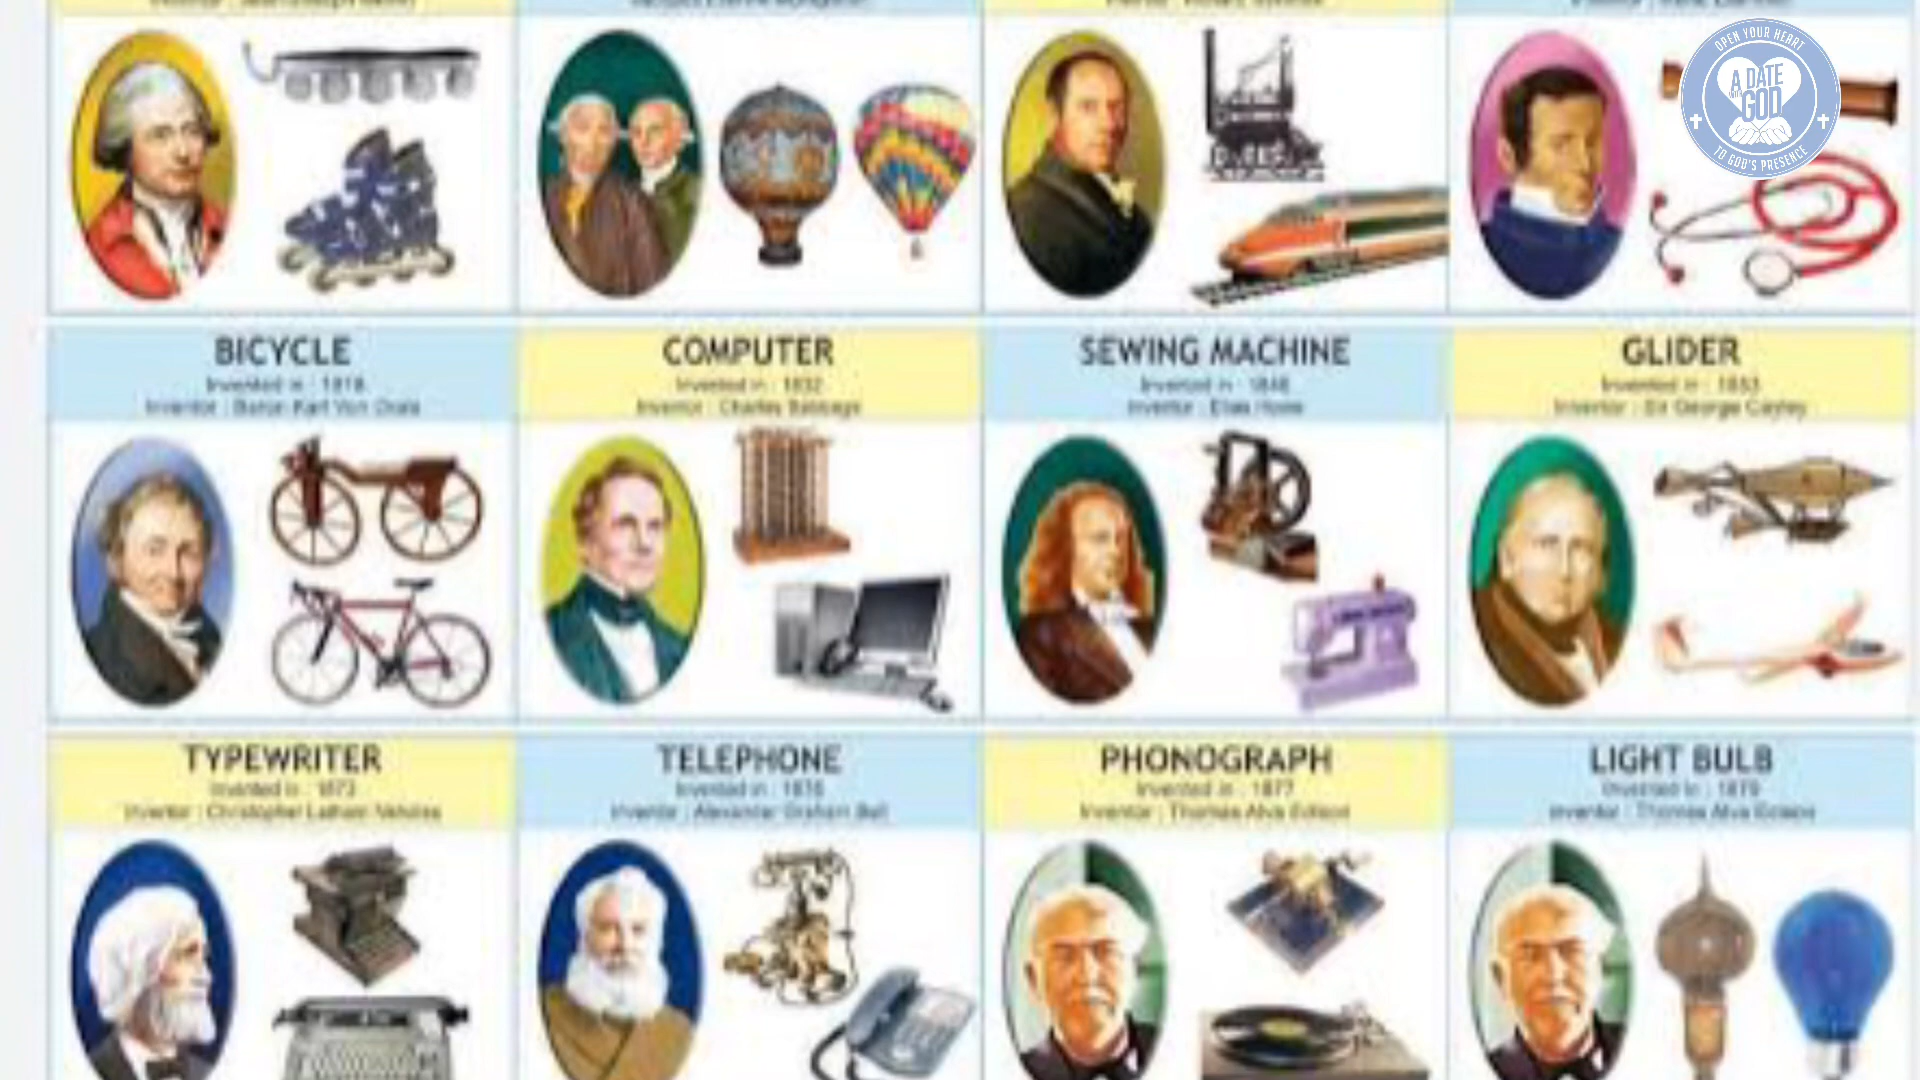 OPEN YOUR HEART
A DATE
WITH
GOD
TO GOD'S PRESENCE
BICYCLE
COMPUTER
SEWING MACHINE
GLIDER
Invented in : 1818
Invented in : 1832
Invented in : 1846
Invented in : 1853
Inventor : Baron Karl Von Drais
Inventor : Charles Babbage
Inventor : Elias Howe
Inventor : Sir George Cayley
TYPEWRITER
TELEPHONE
PHONOGRAPH
LIGHT BULB
Invented in : 1873
Invented in : 1876
Invented in : 1877
Invented in : 1879
Inventor : Christopher Latham
Inventor : Alexander Graham Bell
Inventor : Thomas Alva Edison
Inventor : Thomas Alva Edison